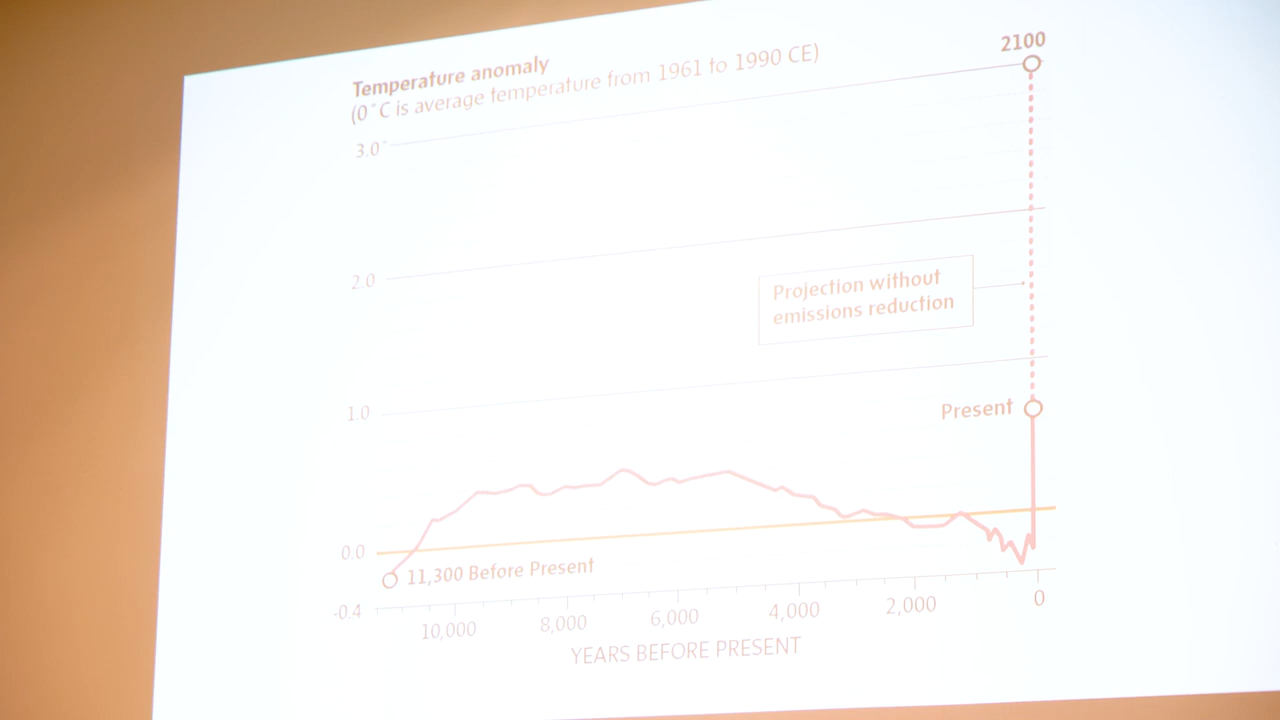 Temperature anomaly
(0°C is average temperature from 1961 to 1990 CE)
2100
3.0°
2.0
Projection without
emissions reduction
1.0
Present
0.0
11,300 Before Present
-0.4
10,000 8,000 6,000 4,000 2,000 0
YEARS BEFORE PRESENT